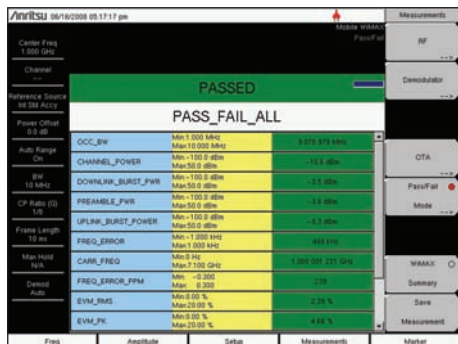 Anritsu 06/16/2008 05:17:17 pm
Mobile WiMAX
Pass/Fail
Measurements
Center Freq
1.000 GHz
Channel
--
Reference Source
Int Std Accy
Power Offset
0.0 dB
Auto Range
On
BW
10 MHz
CP Ratio (G)
1/8
Frame Length
10 ms
Max Hold
N/A
Demod
Auto
PASSED
PASS_FAIL_ALL
OCC_BW Min:1.000 MHz Max:10.000 MHz
CHANNEL_POWER Min:-100.0 dBm Max:50.0 dBm
DOWNLINK_BURST_PWR Min:-100.0 dBm Max:50.0 dBm -3.5 dBm
PREAMBLE_PWR Min:-100.0 dBm Max:50.0 dBm
UPLINK_BURST_POWER Min:-100.0 dBm Max:50.0 dBm
FREQ_ERROR Min:-1.000 kHz Max:1.000 kHz
CARR_FREQ Min:0 Hz Max:7.100 GHz
FREQ_ERROR_PPM Min: -0.300 Max: 0.300
EVM_RMS Min:0.00 % Max:20.00 % 2.39 %
EVM_PK Min:0.00 % Max:20.00 %
RF
-->
Demodulator
-->
OTA
-->
Pass/Fail
Mode
-->
WiMAX
Summary
Save
Measurement
Freq Amplitude Setup Measurements Marker